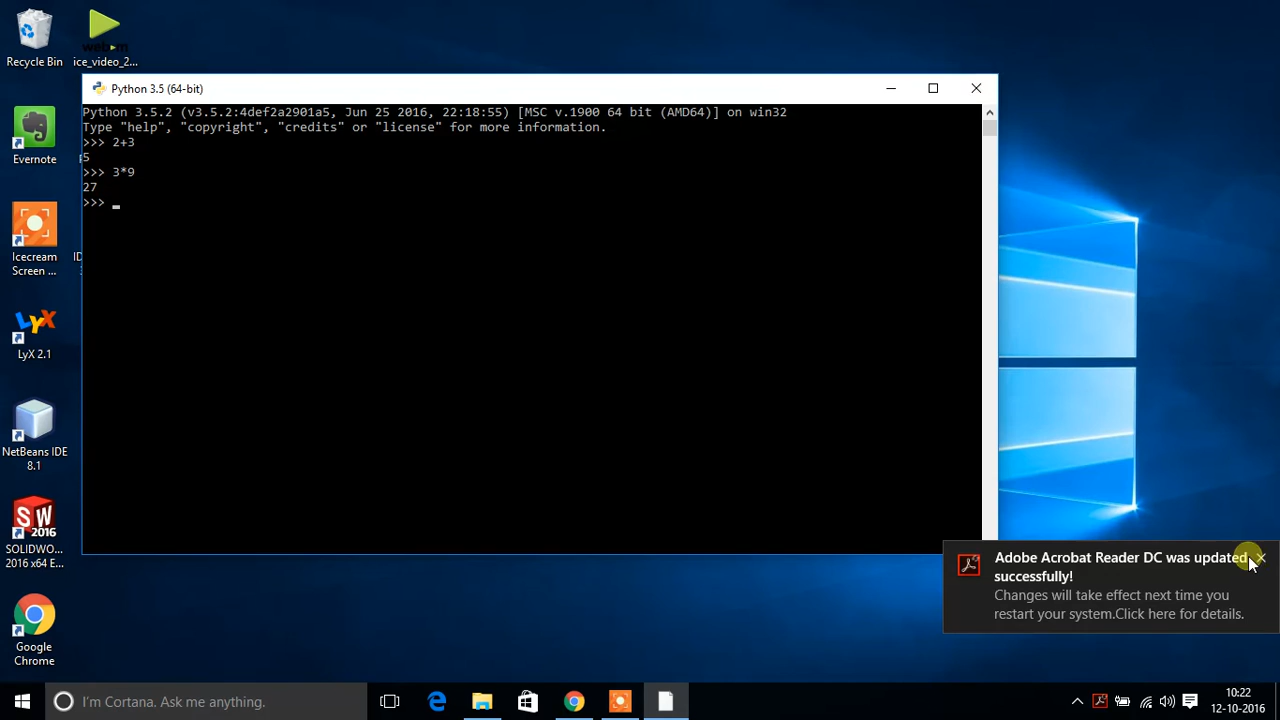 Recycle Bin
ice_video_2...
Python 3.5 (64-bit)
Python 3.5.2 (v3.5.2:4def2a2901a5, Jun 25 2016, 22:18:55) [MSC v.1900 64 bit (AMD64)] on win32
Type "help", "copyright", "credits" or "license" for more information.
>>> 2+3
5
>>> 3*9
27
>>> _
Evernote
Icecream
Screen ...
LyX
LyX 2.1
NetBeans IDE
8.1
SW
2016
SOLIDWO...
2016 x64 E...
Google
Chrome
Adobe Acrobat Reader DC was updated
successfully!
Changes will take effect next time you
restart your system.Click here for details.
I'm Cortana. Ask me anything.
10:22
12-10-2016